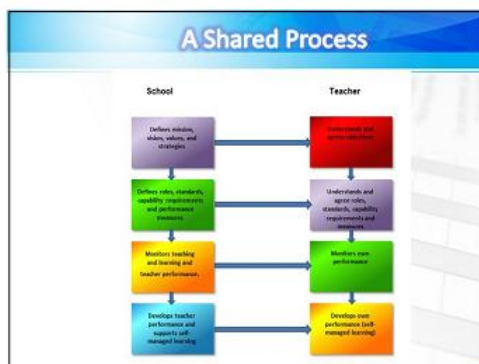 A Shared Process
School
Teacher
Defines mission,
vision, values, and
strategies
Understands and
agrees objectives
Defines roles, standards,
capability requirements
and performance
measures
Understands and
agree roles,
standards, capability
requirements and
measures
Monitors teaching
and learning and
teacher performance.
Monitors own
performance
Develops teacher
performance and
supports self-
managed learning
Develops own
performance (self-
managed learning)